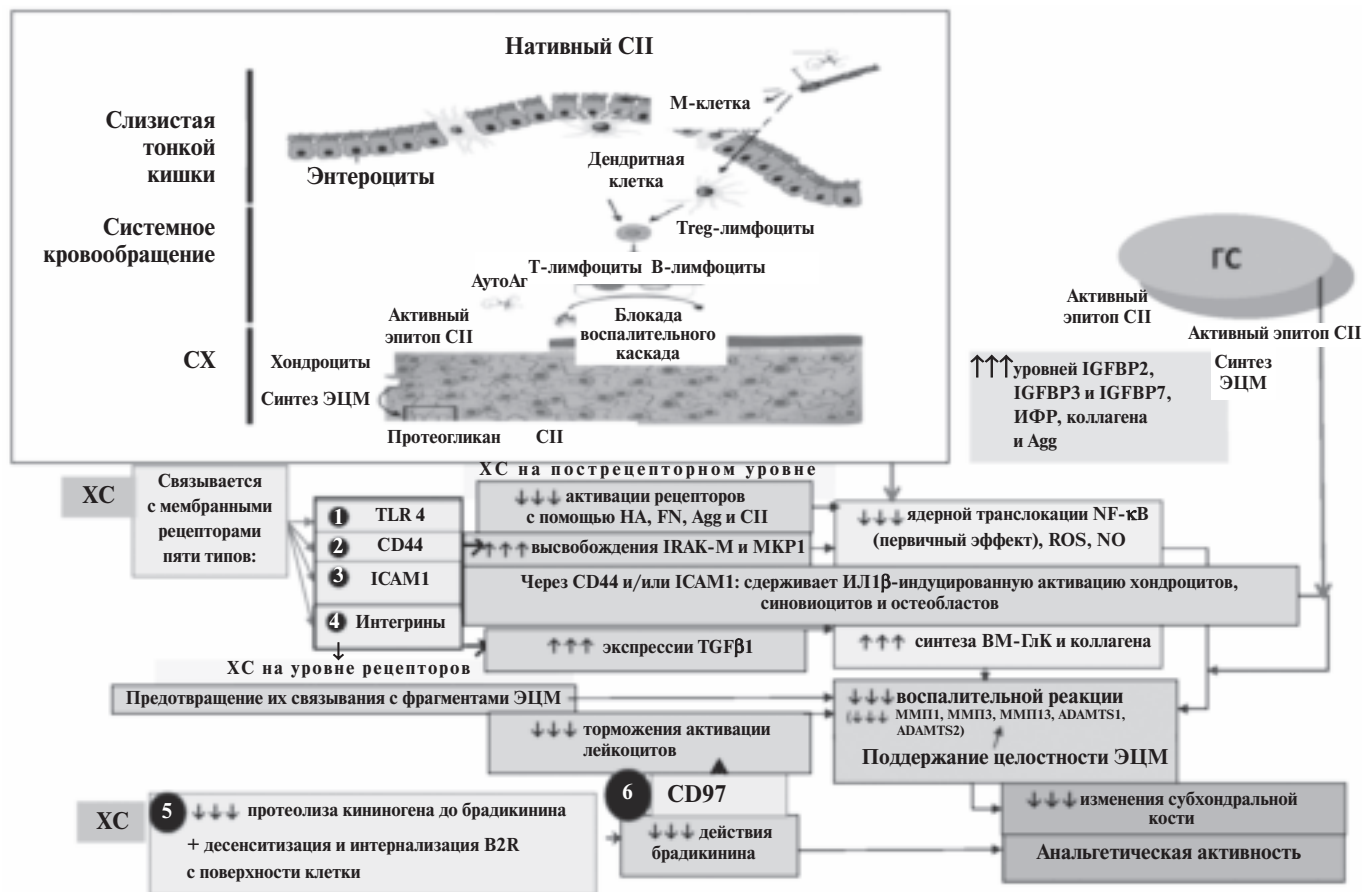 Нативный СII
М-клетка
Слизистая
тонкой
кишки
Энтероциты
Дендритная
клетка
Системное
кровообращение
Treg-лимфоциты
Т-лимфоциты В-лимфоциты
АутоАг
Активный
эпитоп СII
Блокада
воспалительного
каскада
СХ
Хондроциты
Синтез ЭЦМ
Протеогликан СII
ГС
Активный
эпитоп СII
Активный эпитоп СII
Синтез
ЭЦМ
↑↑↑ уровней IGFBP2,
IGFBP3 и IGFBP7,
ИФР, коллагена
и Agg
ХС
Связывается
с мембранными
рецепторами
пяти типов:
1 TLR 4
2 CD44
3 ICAM1
4 Интегрины
ХС на пострецепторном уровне
↓↓↓ активации рецепторов
с помощью НА, FN, Agg и СII
↑↑↑ высвобождения IRAK-M и MKP1
↓↓↓ ядерной транслокации NF-κB
(первичный эффект), ROS, NO
Через CD44 и/или ICAM1: сдерживает ИЛ1β-индуцированную активацию хондроцитов,
синовиоцитов и остеобластов
↑↑↑ экспрессии TGFβ1
↑↑↑ синтеза ВМ-ГлК и коллагена
ХС на уровне рецепторов
Предотвращение их связывания с фрагментами ЭЦМ
↓↓↓ воспалительной реакции
(↓↓↓ ММП1, ММП3, ММП13, ADAMTS1,
ADAMTS2)
Поддержание целостности ЭЦМ
↓↓↓ торможения активации
лейкоцитов
6 CD97
ХС
5 ↓↓↓ протеолиза кининогена до брадикинина
+ десенситизация и интернализация B2R
с поверхности клетки
↓↓↓ действия
брадикинина
↓↓↓ изменения субхондральной
кости
Анальгетическая активность